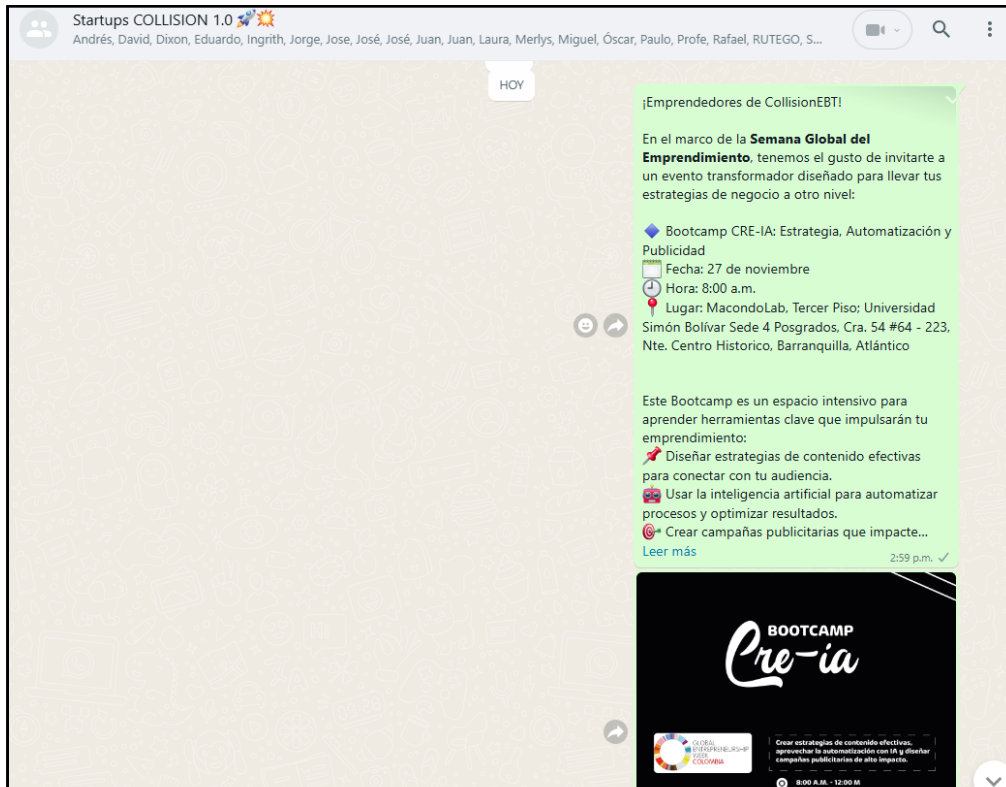 Startups COLLISION 1.0 🚀💥
Andrés, David, Dixon, Eduardo, Ingrith, Jorge, Jose, José, José, Juan, Juan, Laura, Merlys, Miguel, Óscar, Paulo, Profe, Rafael, RUTEGO, S...
HOY
¡Emprendedores de CollisionEBT!
En el marco de la Semana Global del
Emprendimiento, tenemos el gusto de invitarte a
un evento transformador diseñado para llevar tus
estrategias de negocio a otro nivel:
🔷 Bootcamp CRE-IA: Estrategia, Automatización y
Publicidad
🗓️ Fecha: 27 de noviembre
🕗 Hora: 8:00 a.m.
📍 Lugar: MacondoLab, Tercer Piso; Universidad
Simón Bolívar Sede 4 Posgrados, Cra. 54 #64 - 223,
Nte. Centro Historico, Barranquilla, Atlántico
Este Bootcamp es un espacio intensivo para
aprender herramientas clave que impulsarán tu
emprendimiento:
📌 Diseñar estrategias de contenido efectivas
para conectar con tu audiencia.
🤖 Usar la inteligencia artificial para automatizar
procesos y optimizar resultados.
🎯 Crear campañas publicitarias que impacte...
Leer más
2:59 p.m.
BOOTCAMP
Cre-ia
GLOBAL
ENTREPRENEURSHIP
WEEK
COLOMBIA
Crear estrategias de contenido efectivas,
aprovechar la automatización con IA y diseñar
campañas publicitarias de alto impacto.
8:00 A.M. - 12:00 M